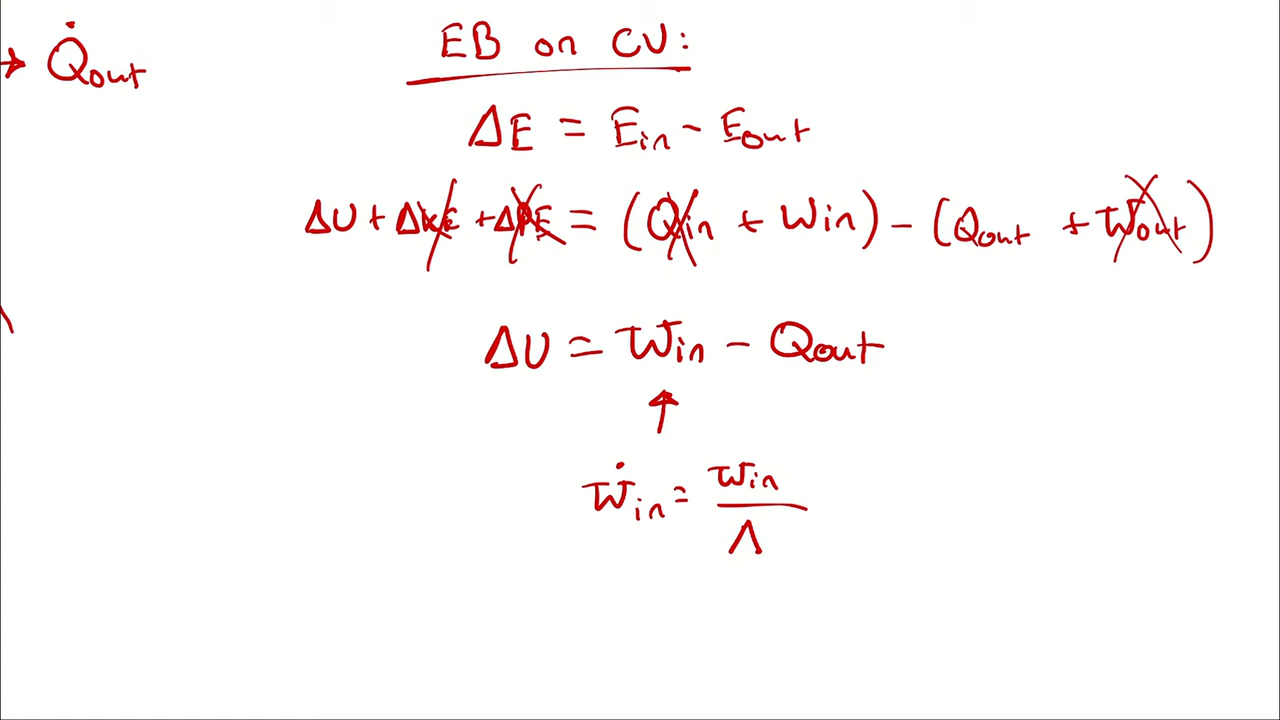 → Q̇out
EB on CV:
ΔE = Ein - Eout
ΔU + ΔKE + ΔPE = (Qin + Win) - (Qout + Wout)
ΔU = Win - Qout
↑
Ẇin = Win / Δ